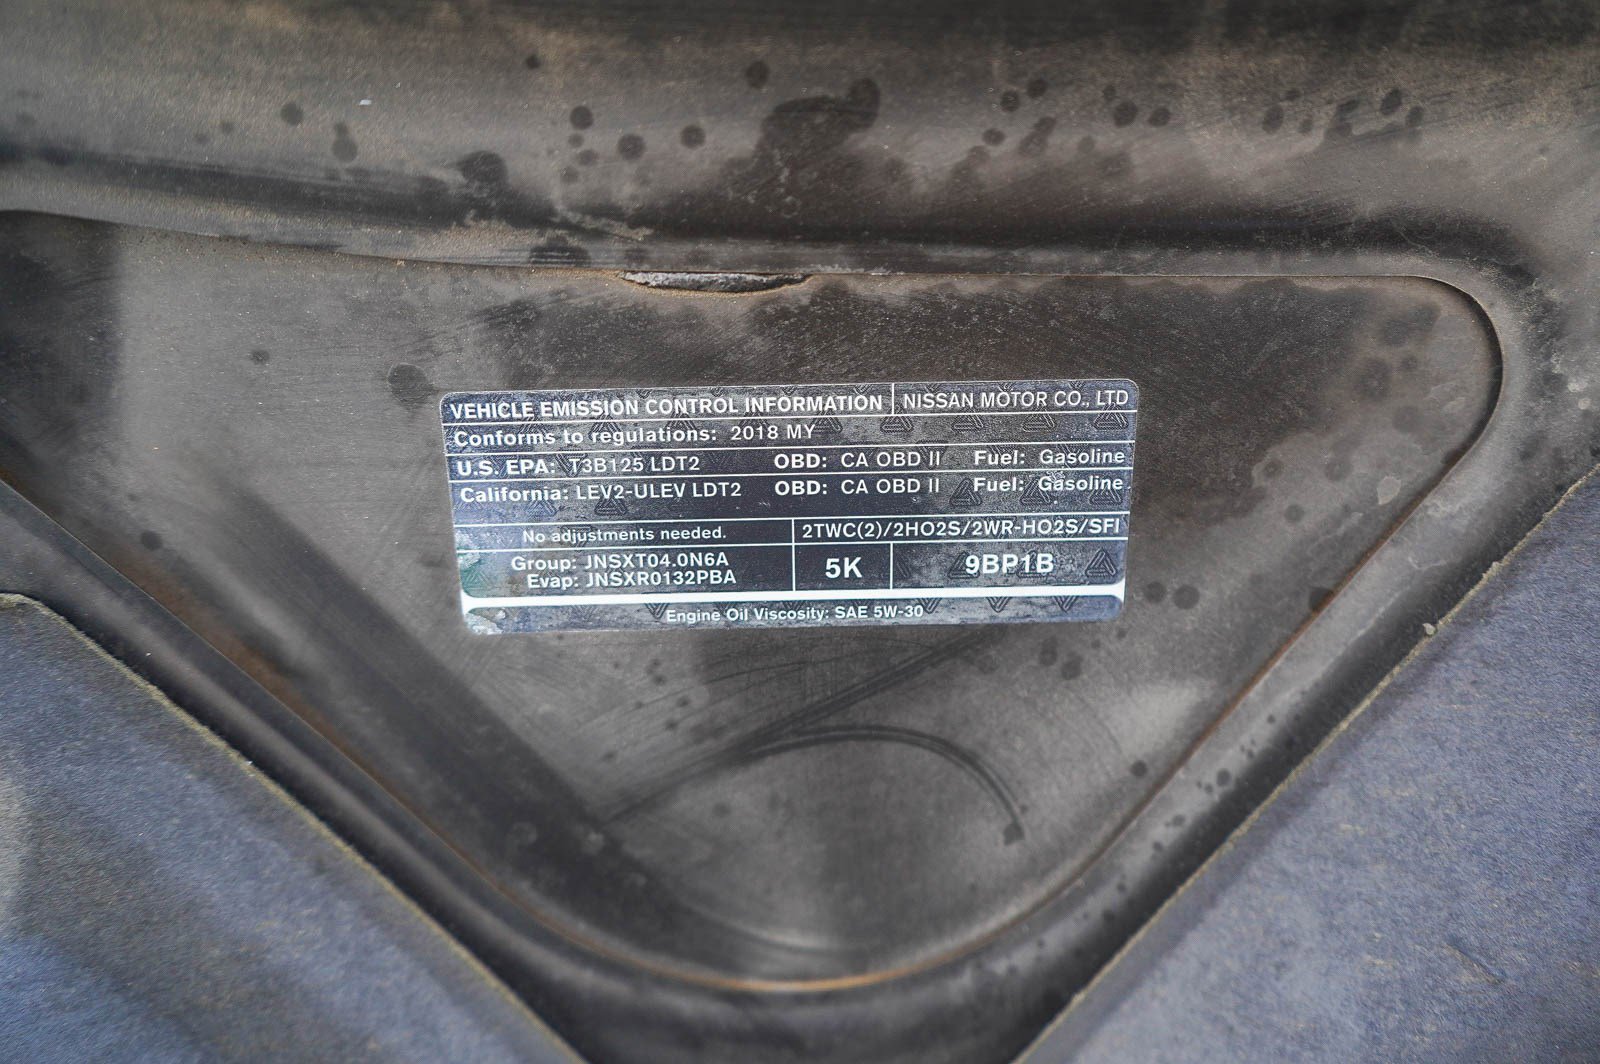 VEHICLE EMISSION CONTROL INFORMATION NISSAN MOTOR CO., LTD
Conforms to regulations: 2018 MY
U.S. EPA: T3B125 LDT2 OBD: CA OBD II Fuel: Gasoline
California: LEV2-ULEV LDT2 OBD: CA OBD II Fuel: Gasoline
No adjustments needed. 2TWC(2)/2HO2S/2WR-HO2S/SFI
Group: JNSXT04.0N6A
Evap: JNSXR0132PBA
5K 9BP1B
Engine Oil Viscosity: SAE 5W-30